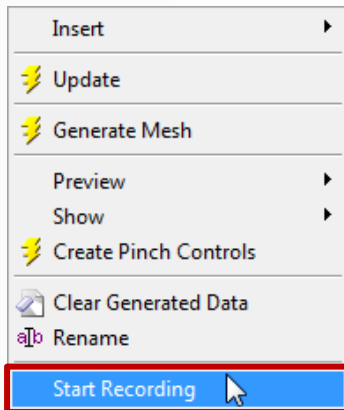 Insert
Update
Generate Mesh
Preview
Show
Create Pinch Controls
Clear Generated Data
Rename
Start Recording